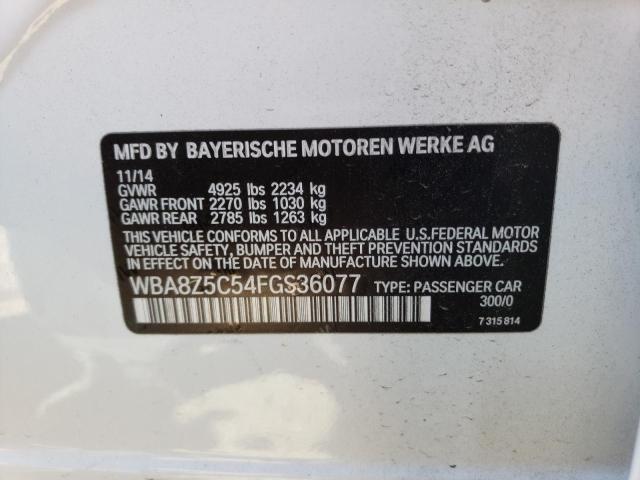 MFD BY BAYERISCHE MOTOREN WERKE AG
11/14
GVWR 4925 lbs 2234 kg
GAWR FRONT 2270 lbs 1030 kg
GAWR REAR 2785 lbs 1263 kg
THIS VEHICLE CONFORMS TO ALL APPLICABLE U.S.FEDERAL MOTOR
VEHICLE SAFETY, BUMPER AND THEFT PREVENTION STANDARDS
IN EFFECT ON THE DATE OF MANUFACTURE SHOWN ABOVE.
WBA8Z5C54FGS36077 TYPE: PASSENGER CAR
300/0
7 315 814